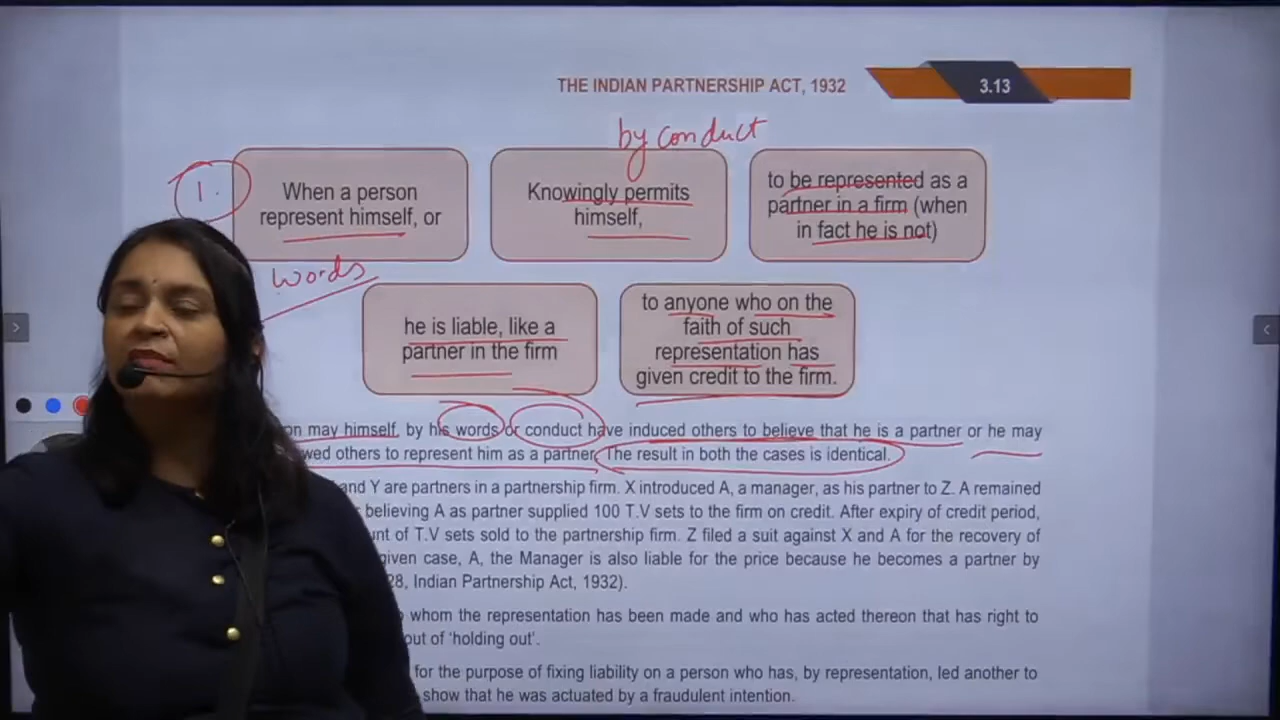 THE INDIAN PARTNERSHIP ACT, 1932
3.13
by conduct
1.
When a person
represent himself, or
Knowingly permits
himself,
to be represented as a
partner in a firm (when
in fact he is not)
words
he is liable, like a
partner in the firm
to anyone who on the
faith of such
representation has
given credit to the firm.
on may himself, by his words or conduct have induced others to believe that he is a partner or he may
wed others to represent him as a partner. The result in both the cases is identical.
and Y are partners in a partnership firm. X introduced A, a manager, as his partner to Z. A remained
believing A as partner supplied 100 T.V sets to the firm on credit. After expiry of credit period,
nt of T.V sets sold to the partnership firm. Z filed a suit against X and A for the recovery of
given case, A, the Manager is also liable for the price because he becomes a partner by
28, Indian Partnership Act, 1932).
whom the representation has been made and who has acted thereon that has right to
out of 'holding out'.
for the purpose of fixing liability on a person who has, by representation, led another to
show that he was actuated by a fraudulent intention.